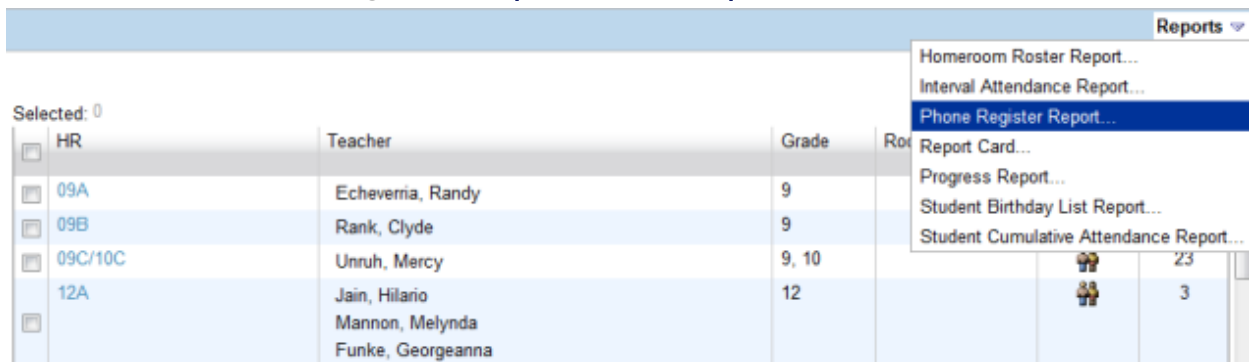 Reports
Homeroom Roster Report...
Interval Attendance Report...
Selected: 0
Phone Register Report...
HR Teacher Grade
Report Card...
Progress Report...
09A Echeverria, Randy 9
Student Birthday List Report...
09B Rank, Clyde 9
Student Cumulative Attendance Report...
09C/10C Unruh, Mercy 9, 10 23
12A Jain, Hilario 12 3
Mannon, Melynda
Funke, Georgeanna